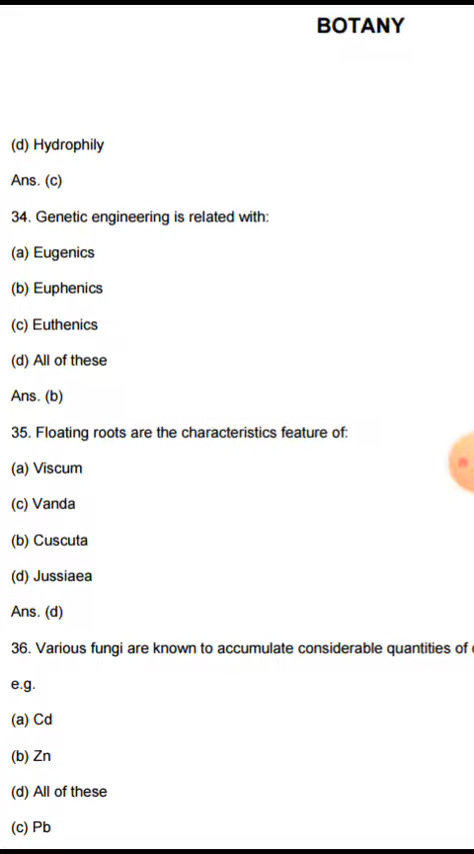 BOTANY
(d) Hydrophily
Ans. (c)
34. Genetic engineering is related with:
(a) Eugenics
(b) Euphenics
(c) Euthenics
(d) All of these
Ans. (b)
35. Floating roots are the characteristics feature of:
(a) Viscum
(c) Vanda
(b) Cuscuta
(d) Jussiaea
Ans. (d)
36. Various fungi are known to accumulate considerable quantities of
e.g.
(a) Cd
(b) Zn
(d) All of these
(c) Pb